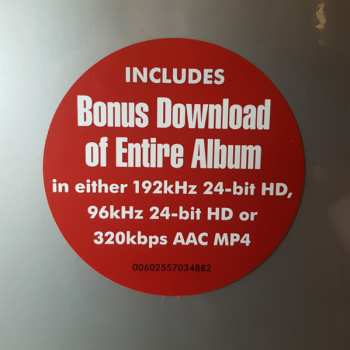 INCLUDES
Bonus Download
of Entire Album
in either 192kHz 24-bit HD,
96kHz 24-bit HD or
320kbps AAC MP4
00602557034882